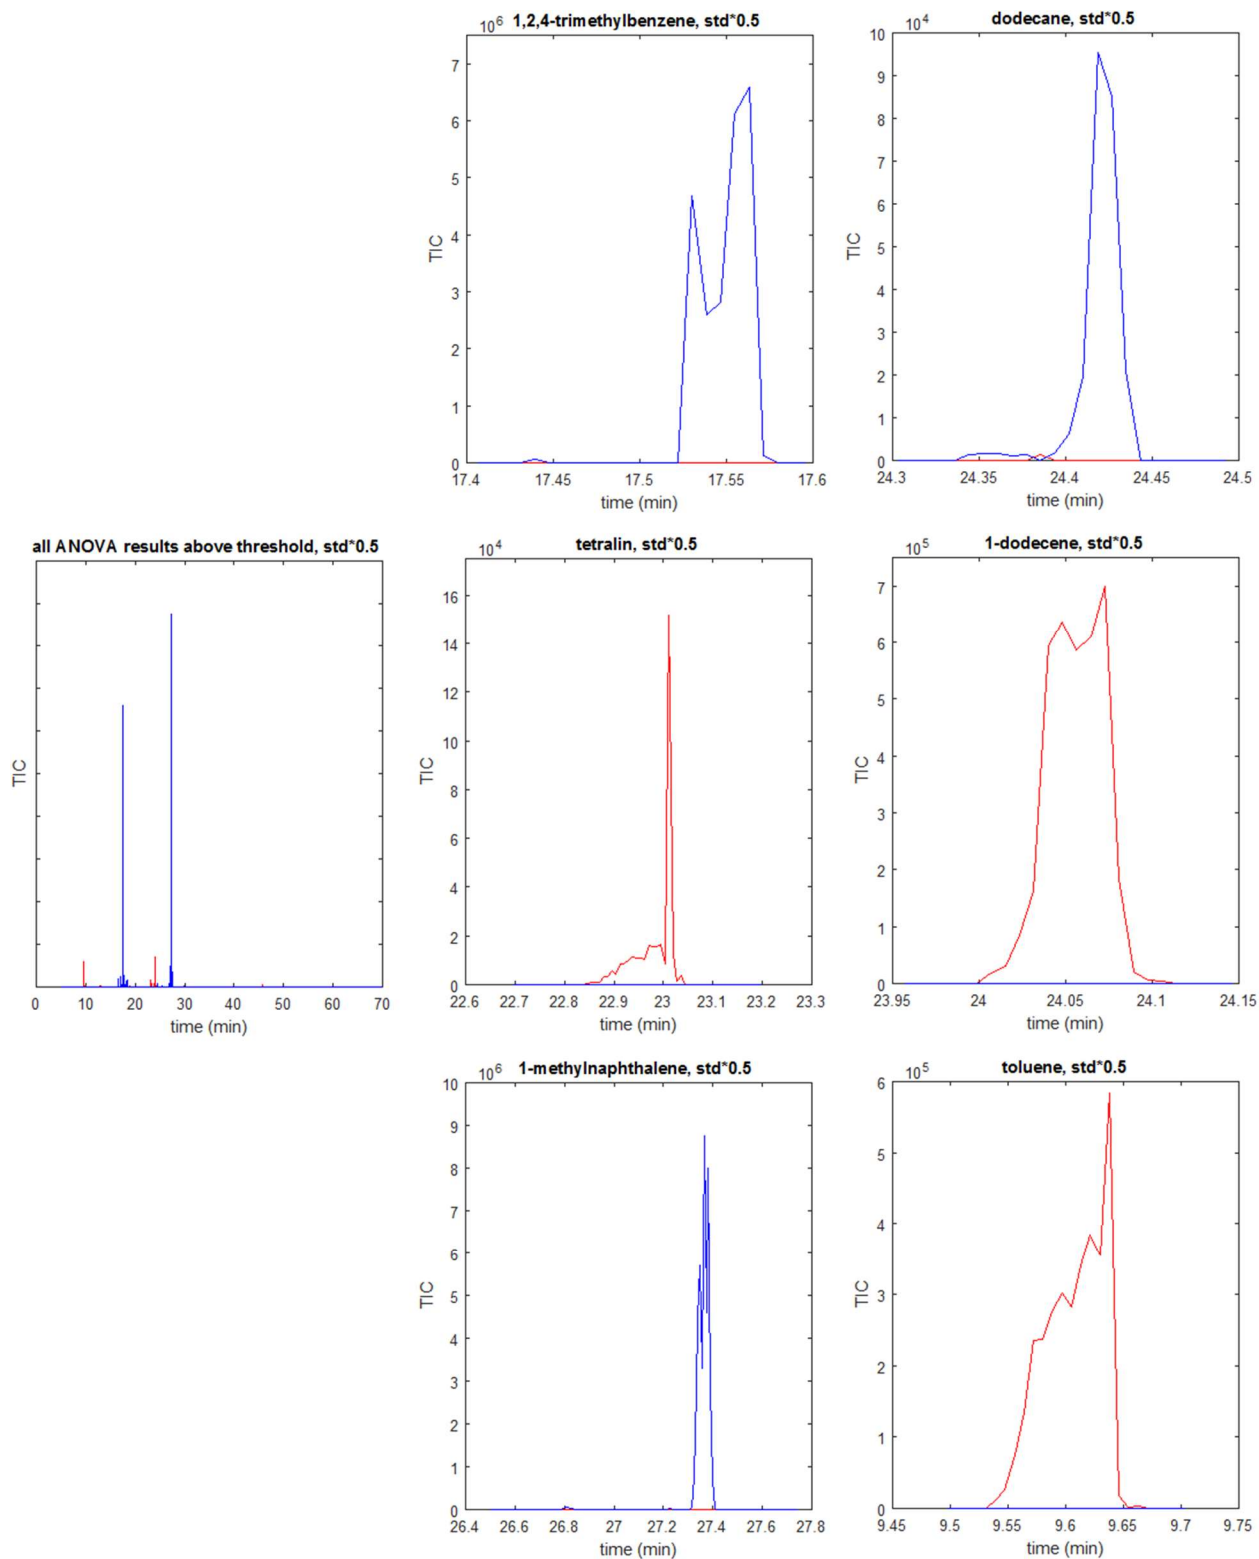 1,2,4-trimethylbenzene, std*0.5
10^6
7
6
5
4
3
2
1
0
TIC
17.4 17.45 17.5 17.55 17.6
time (min)
dodecane, std*0.5
10^4
10
9
8
7
6
5
4
3
2
1
0
TIC
24.3 24.35 24.4 24.45 24.5
time (min)
all ANOVA results above threshold, std*0.5
TIC
0 10 20 30 40 50 60 70
time (min)
tetralin, std*0.5
10^4
16
14
12
10
8
6
4
2
0
TIC
22.6 22.7 22.8 22.9 23 23.1 23.2 23.3
time (min)
1-dodecene, std*0.5
10^5
7
6
5
4
3
2
1
0
TIC
23.95 24 24.05 24.1 24.15
time (min)
1-methylnaphthalene, std*0.5
10^6
10
9
8
7
6
5
4
3
2
1
0
TIC
26.4 26.6 26.8 27 27.2 27.4 27.6 27.8
time (min)
toluene, std*0.5
10^5
6
5
4
3
2
1
0
TIC
9.45 9.5 9.55 9.6 9.65 9.7 9.75
time (min)